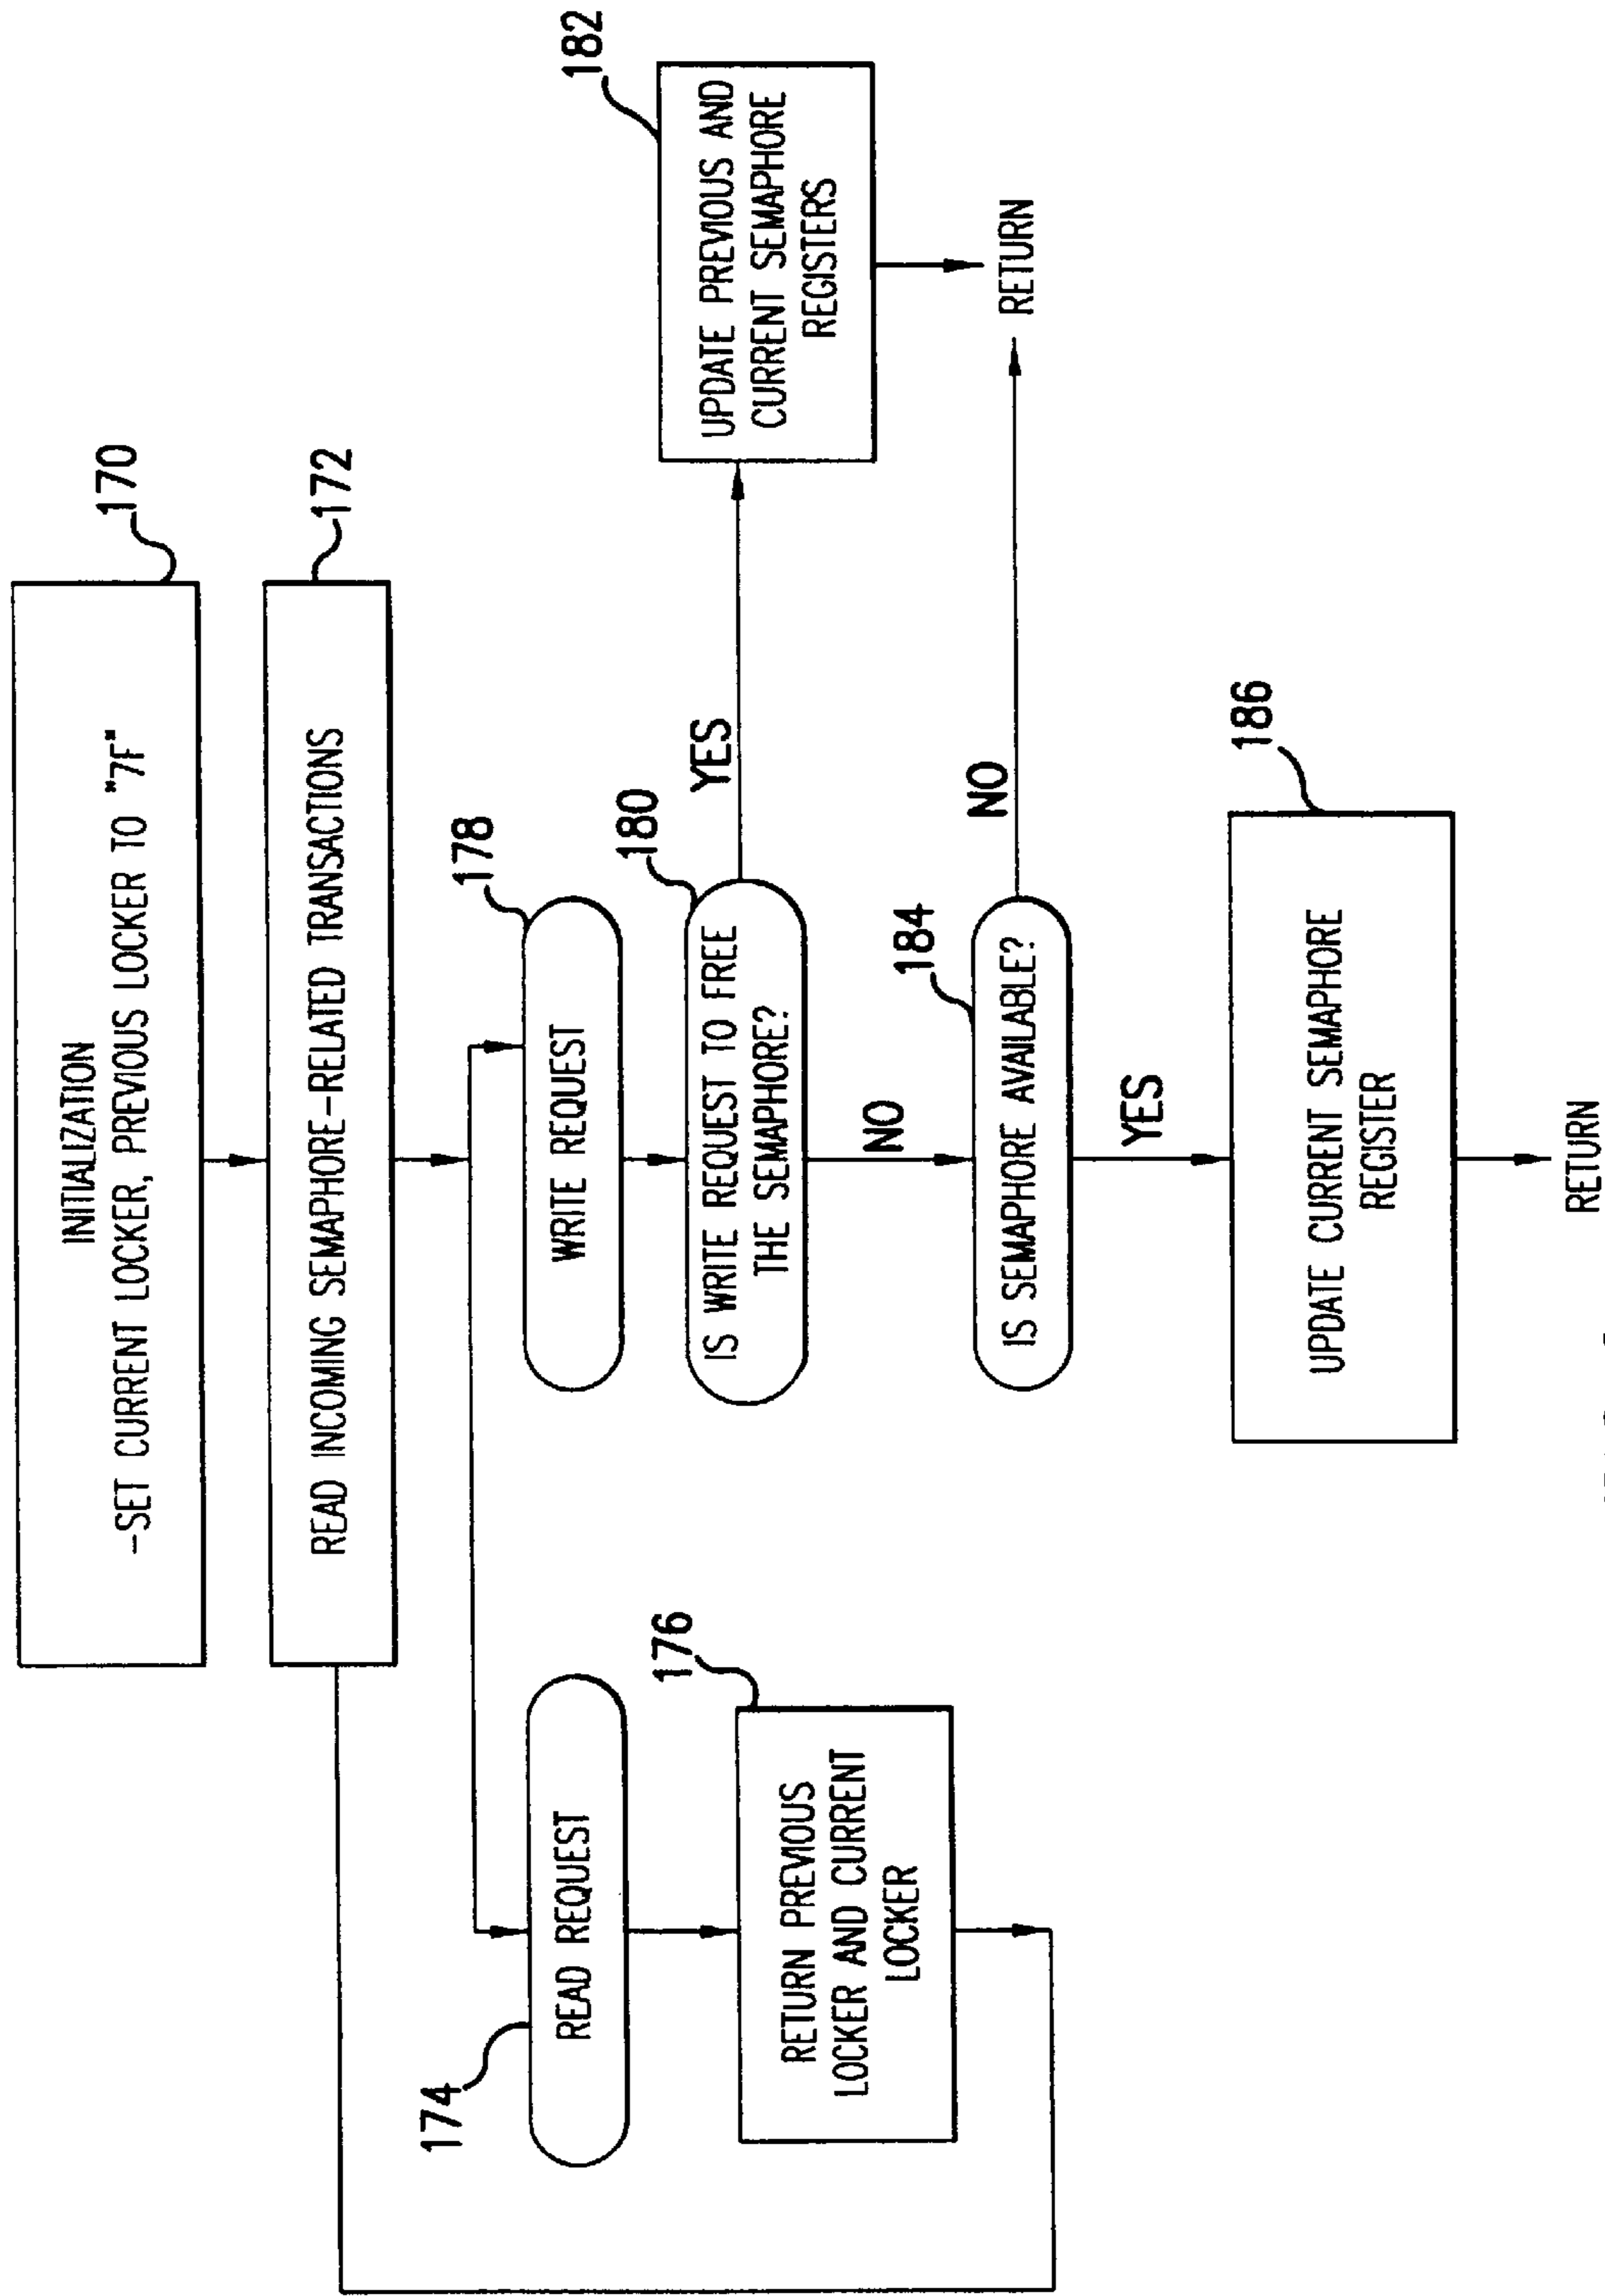 INITIALIZATION
-SET CURRENT LOCKER, PREVIOUS LOCKER TO "7F"
170
READ INCOMING SEMAPHORE-RELATED TRANSACTIONS
172
174
READ REQUEST
178
WRITE REQUEST
176
RETURN PREVIOUS
LOCKER AND CURRENT
LOCKER
180
IS WRITE REQUEST TO FREE
THE SEMAPHORE?
YES
182
UPDATE PREVIOUS AND
CURRENT SEMAPHORE
REGISTERS
NO
184
IS SEMAPHORE AVAILABLE?
NO
RETURN
YES
186
UPDATE CURRENT SEMAPHORE
REGISTER
RETURN